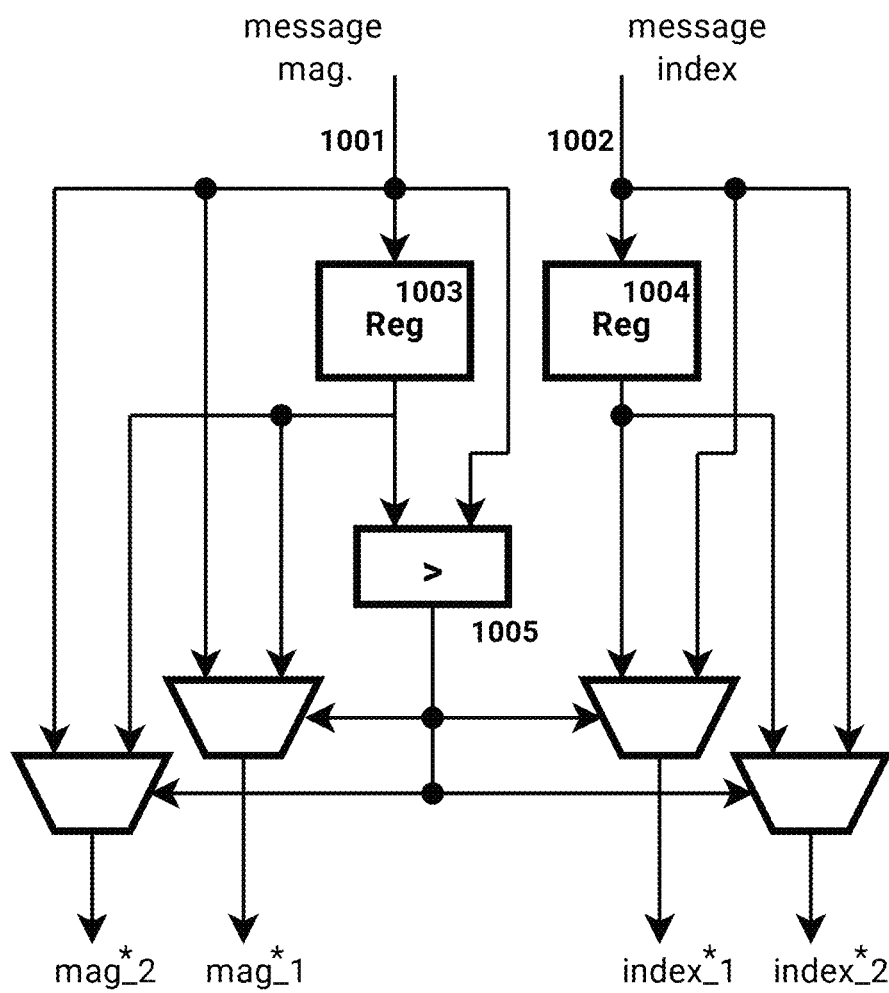 message
mag.
message
index
1001
1002
1003
Reg
1004
Reg
>
1005
mag*_2
mag*_1
index*_1
index*_2